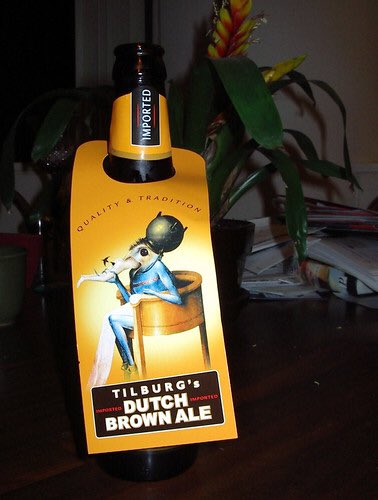 IMPORTED
QUALITY & TRADITION
TILBURG's
IMPORTED DUTCH IMPORTED
BROWN ALE